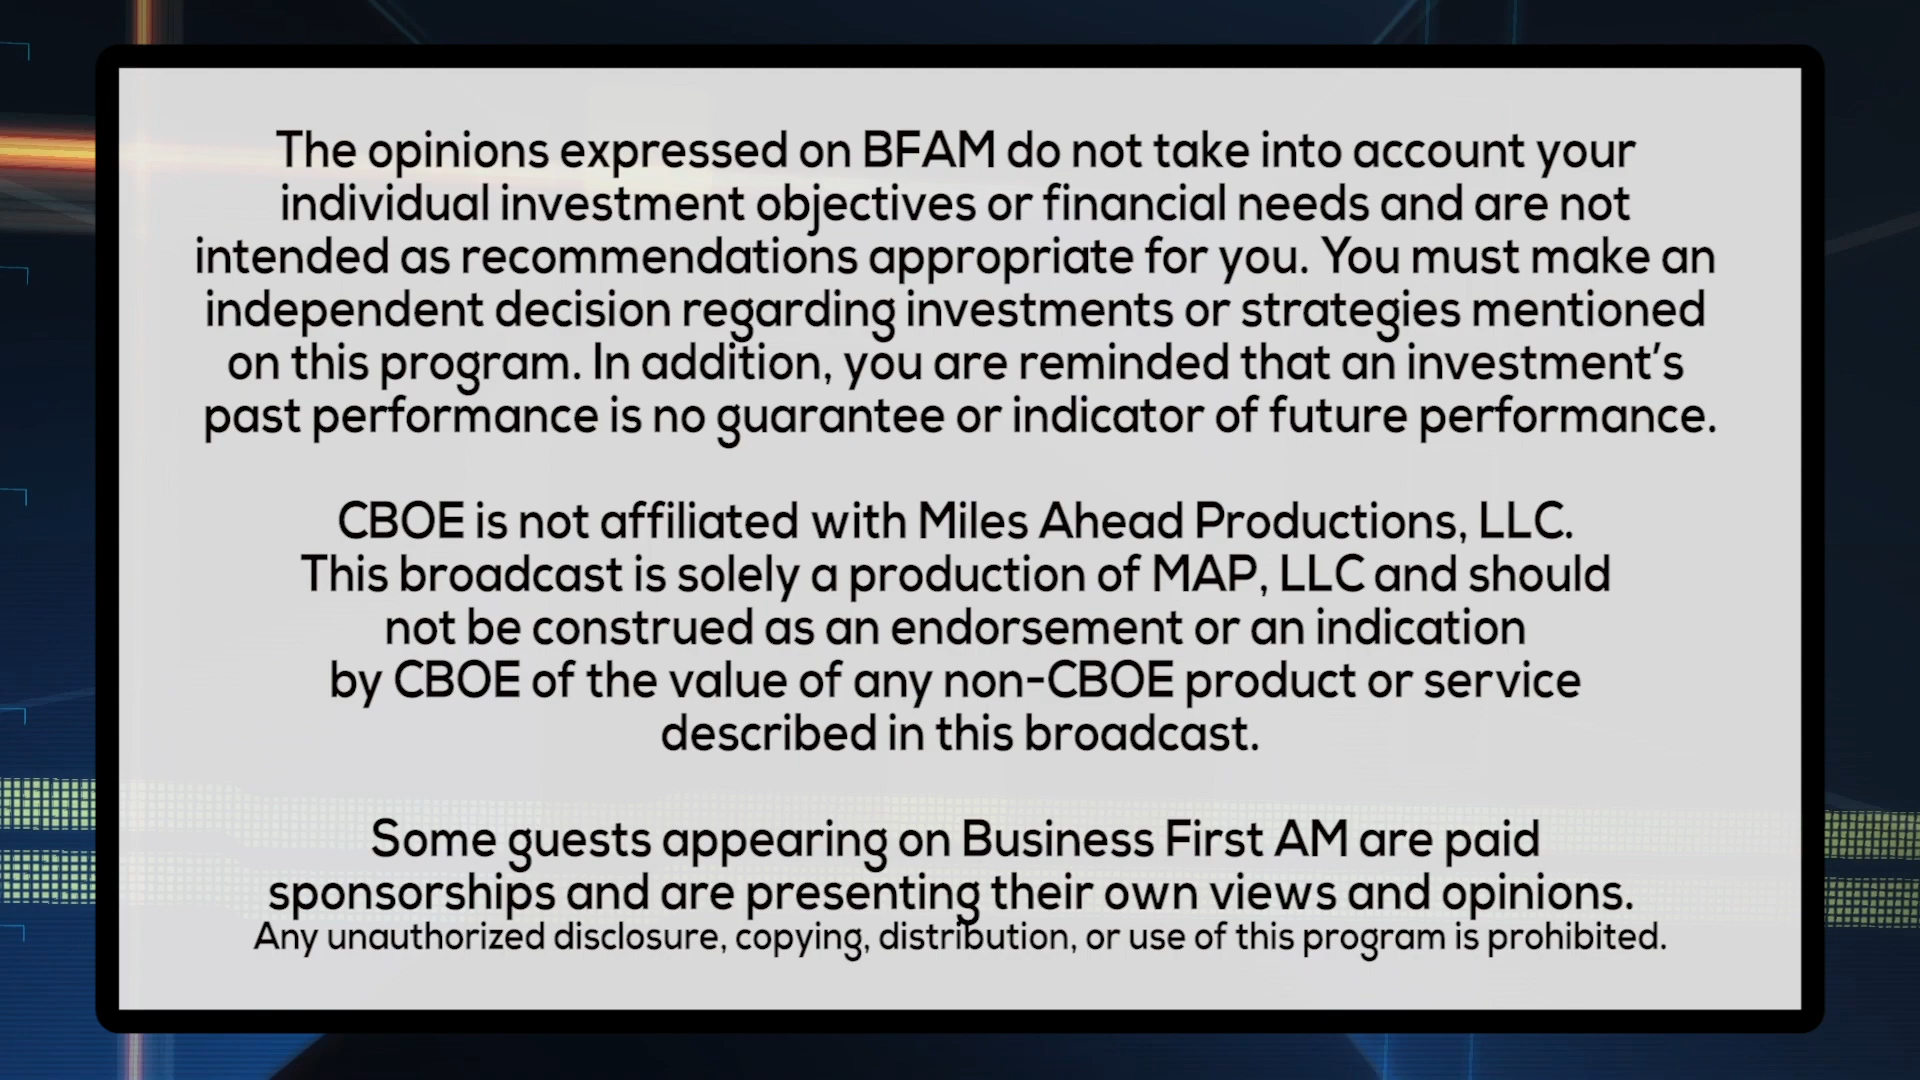 The opinions expressed on BFAM do not take into account your
individual investment objectives or financial needs and are not
intended as recommendations appropriate for you. You must make an
independent decision regarding investments or strategies mentioned
on this program. In addition, you are reminded that an investment's
past performance is no guarantee or indicator of future performance.
CBOE is not affiliated with Miles Ahead Productions, LLC.
This broadcast is solely a production of MAP, LLC and should
not be construed as an endorsement or an indication
by CBOE of the value of any non-CBOE product or service
described in this broadcast.
Some guests appearing on Business First AM are paid
sponsorships and are presenting their own views and opinions.
Any unauthorized disclosure, copying, distribution, or use of this program is prohibited.